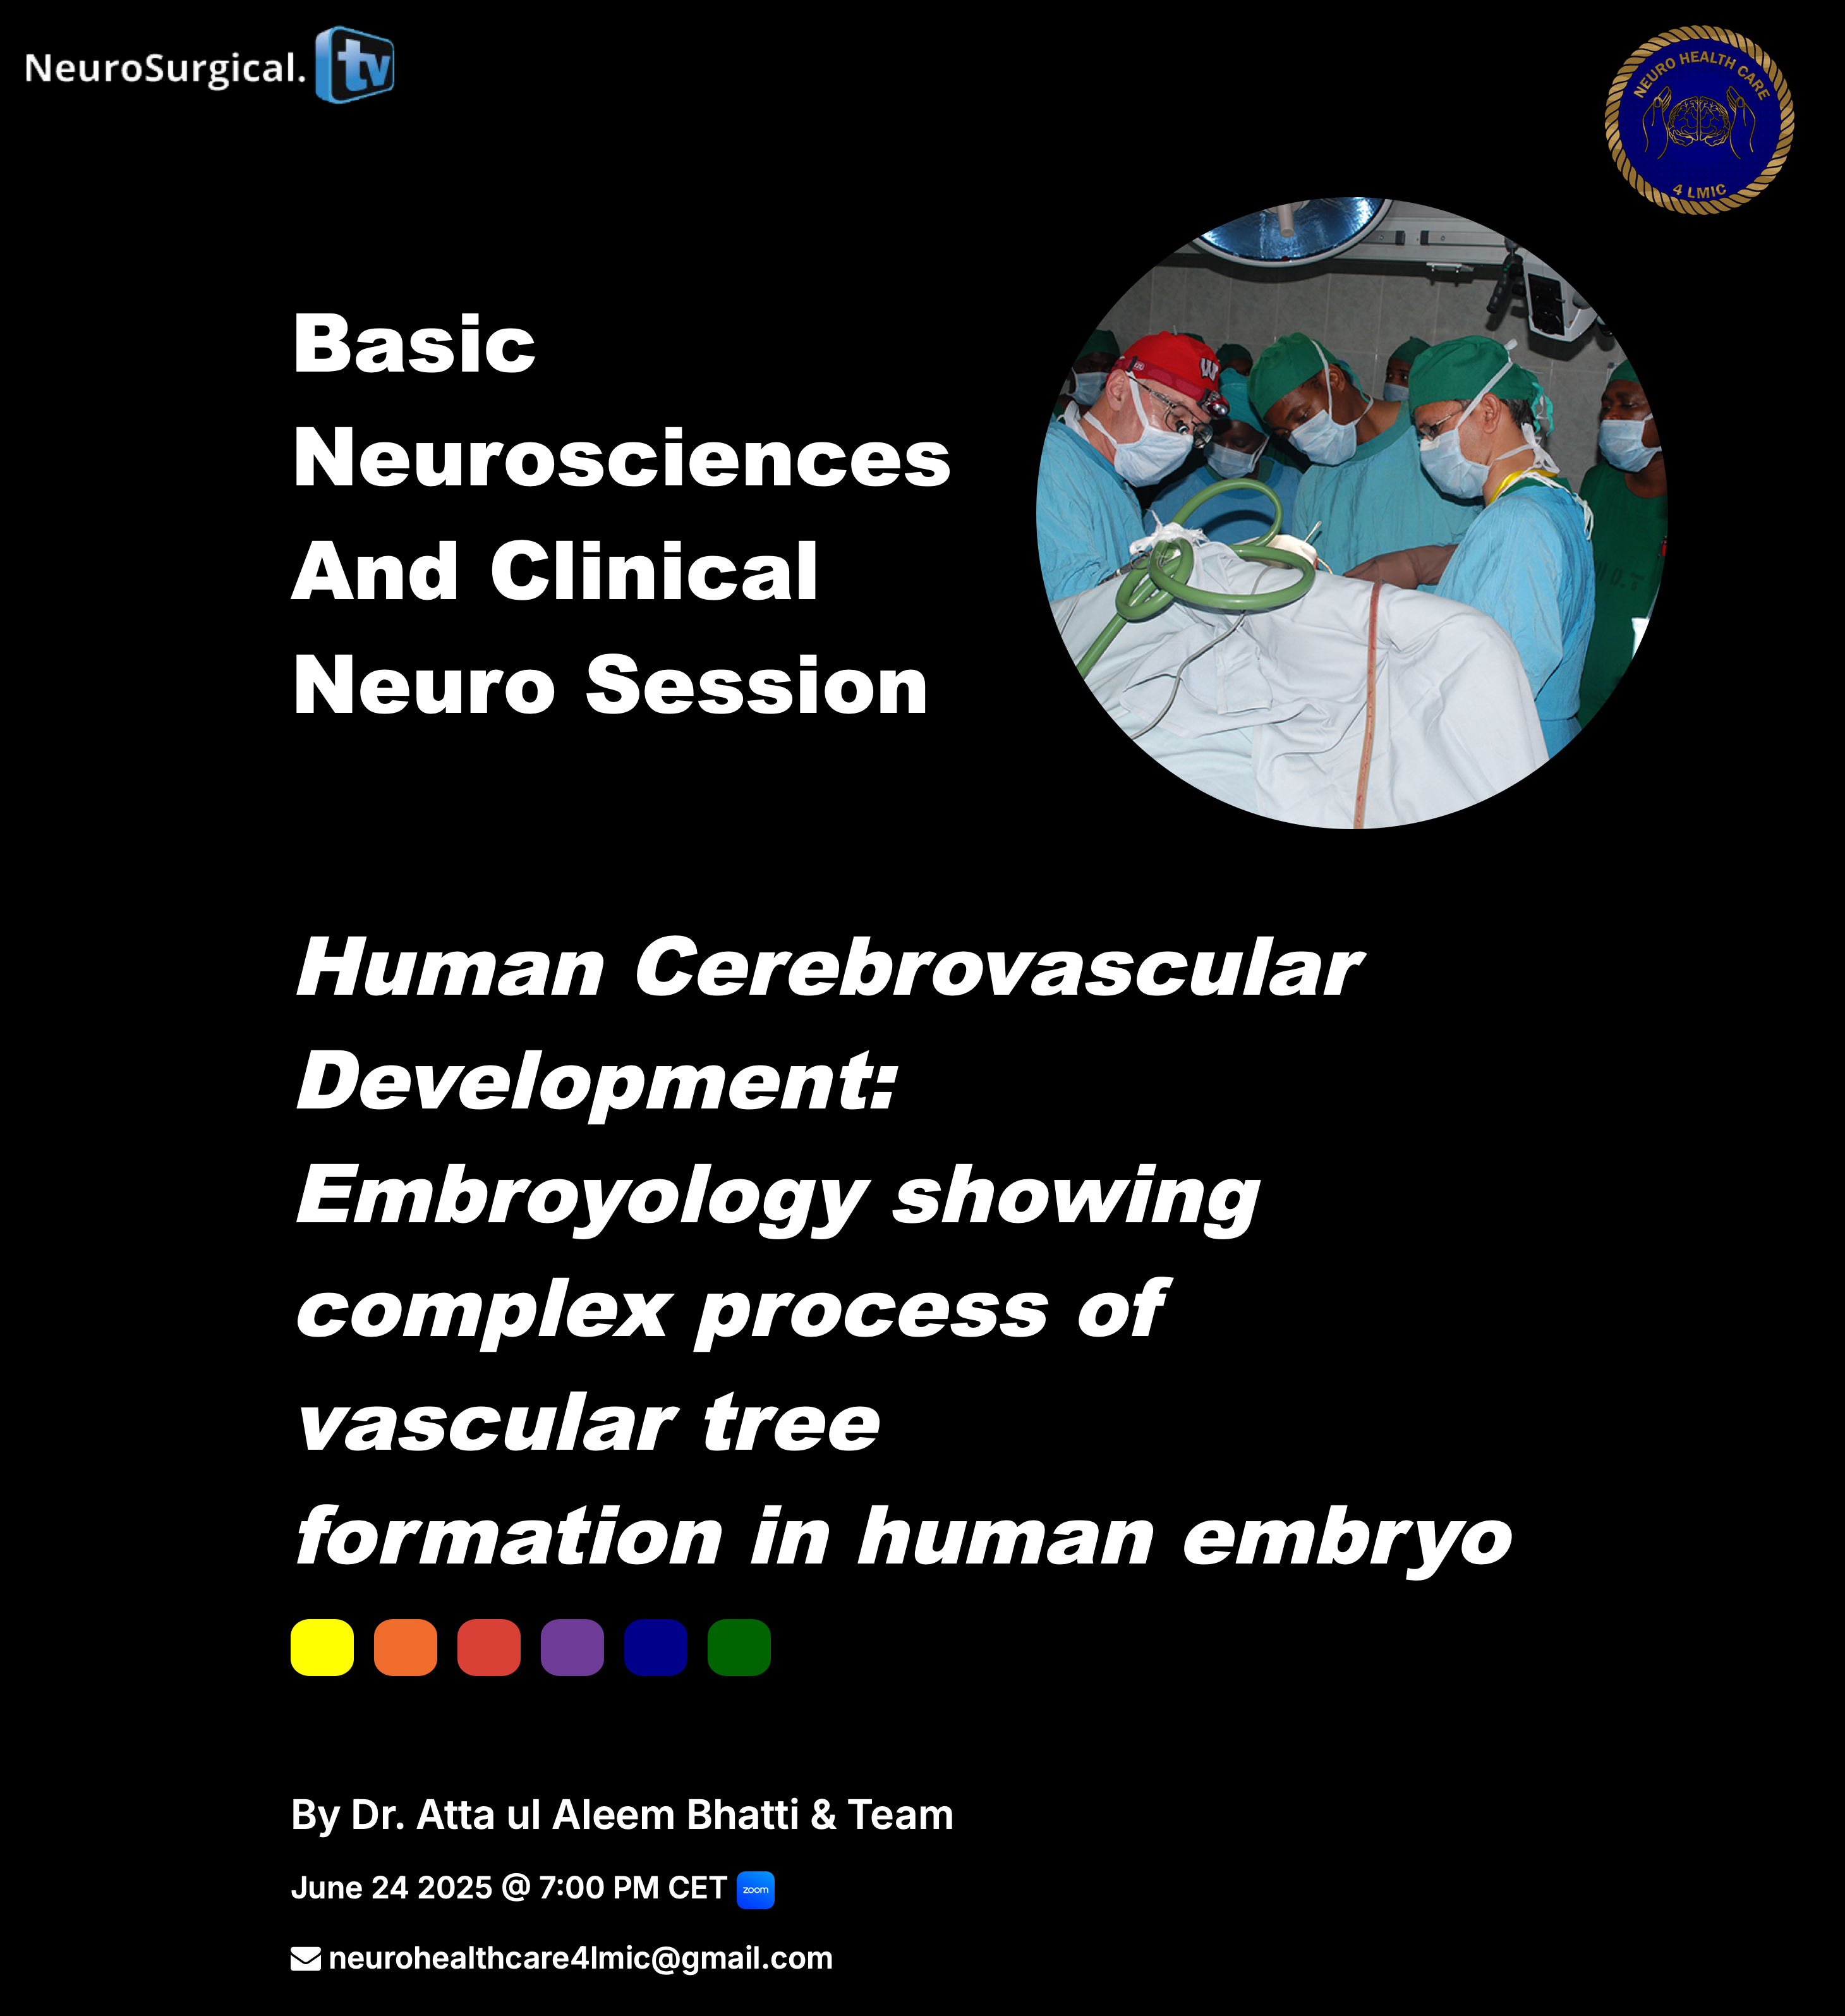 NeuroSurgical. tv
NEURO HEALTH CARE
4 LMIC
W
Basic
Neurosciences
And Clinical
Neuro Session
Human Cerebrovascular
Development:
Embroyology showing
complex process of
vascular tree
formation in human embryo
By Dr. Atta ul Aleem Bhatti & Team
June 24 2025 @ 7:00 PM CET zoom
neurohealthcare4lmic@gmail.com